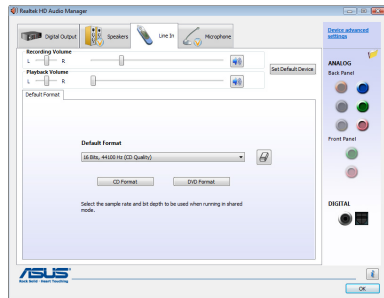 Realtek HD Audio Manager
Digital Output
Speakers
Line In
Microphone
Device advanced settings
Recording Volume
L R
Set Default Device
Playback Volume
L R
Default Format
Default Format
16 Bits, 44100 Hz (CD Quality)
CD Format
DVD Format
Select the sample rate and bit depth to be used when running in shared
mode.
ANALOG
Back Panel
Front Panel
DIGITAL
ASUS
Rock Solid · Heart Touching
i
OK